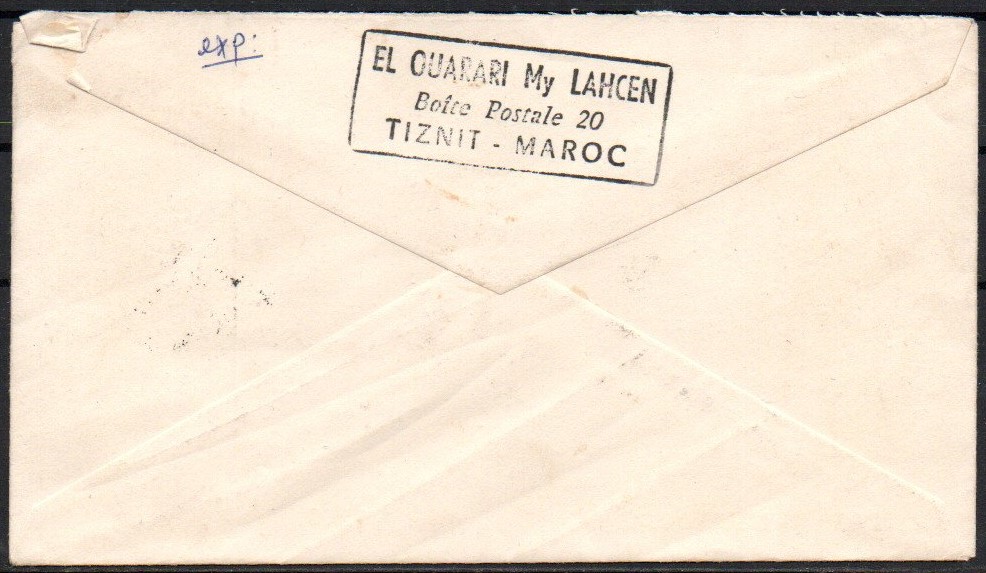 exp:
EL OUARARI My LAHCEN
Boîte Postale 20
TIZNIT - MAROC